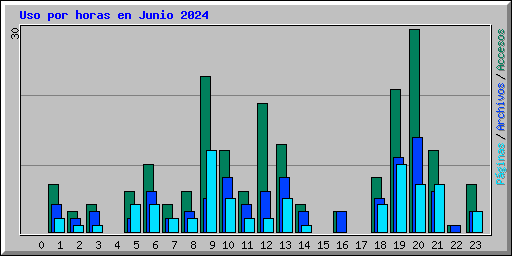 Uso por horas en Junio 2024
30
Páginas/Archivos/Accesos
0 1 2 3 4 5 6 7 8 9 10 11 12 13 14 15 16 17 18 19 20 21 22 23